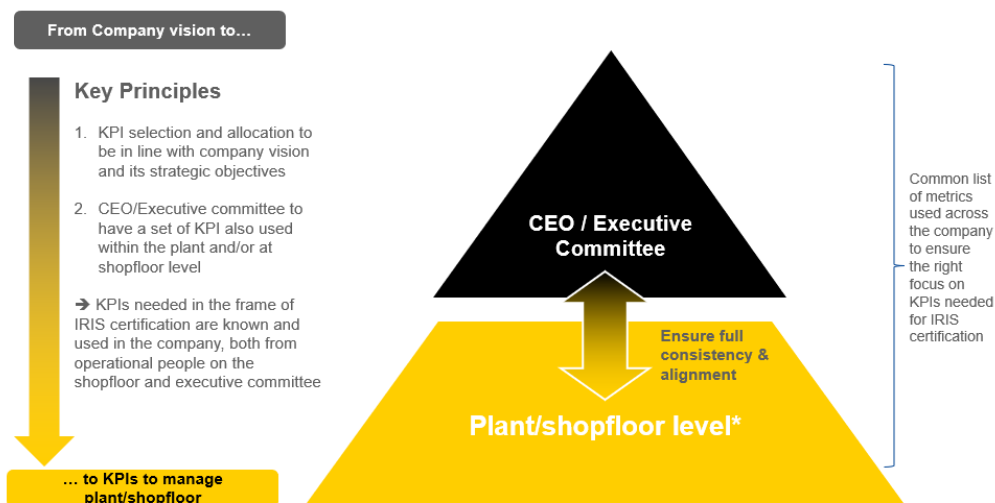 From Company vision to…
Key Principles
1. KPI selection and allocation to
be in line with company vision
and its strategic objectives
2. CEO/Executive committee to
have a set of KPI also used
within the plant and/or at
shopfloor level
➔ KPIs needed in the frame of
IRIS certification are known and
used in the company, both from
operational people on the
shopfloor and executive committee
… to KPIs to manage
plant/shopfloor
CEO / Executive
Committee
Ensure full
consistency &
alignment
Plant/shopfloor level*
Common list
of metrics
used across
the company
to ensure
the right
focus on
KPIs needed
for IRIS
certification